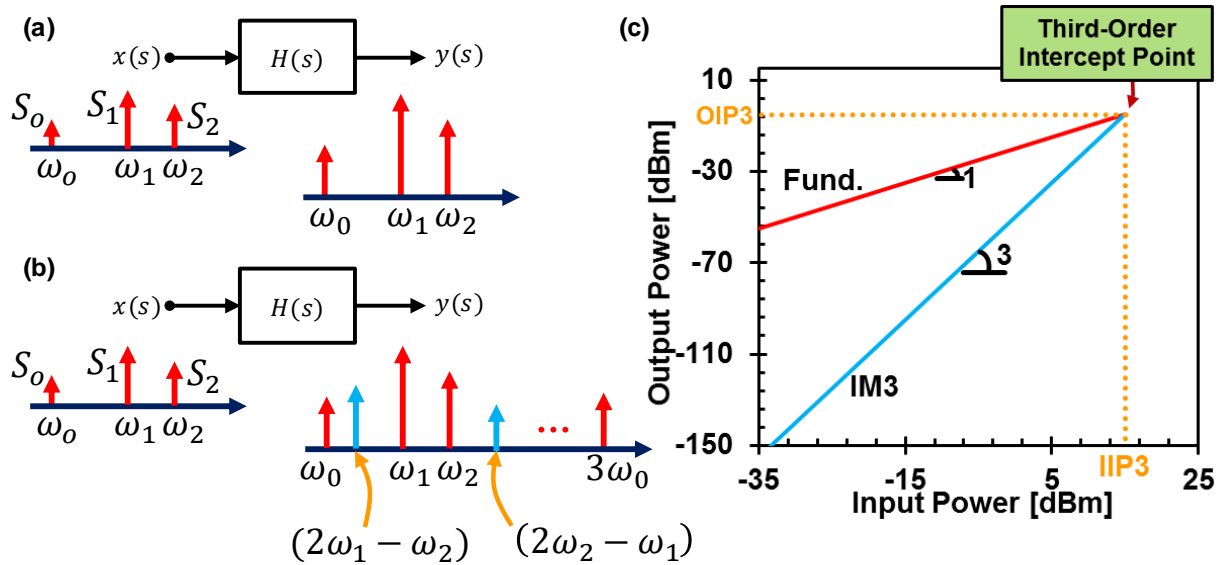 (a)
x(s)
H(s)
y(s)
S_o
S_1
S_2
ω_o
ω_1
ω_2
ω_0
ω_1
ω_2
(b)
x(s)
H(s)
y(s)
S_o
S_1
S_2
ω_o
ω_1
ω_2
...
ω_0
ω_1
ω_2
3ω_0
(2ω_1 − ω_2)
(2ω_2 − ω_1)
(c)
Third-Order
Intercept Point
Output Power [dBm]
10
OIP3
-30
-70
-110
-150
Fund.
1
3
IM3
-35
-15
5
IIP3
25
Input Power [dBm]